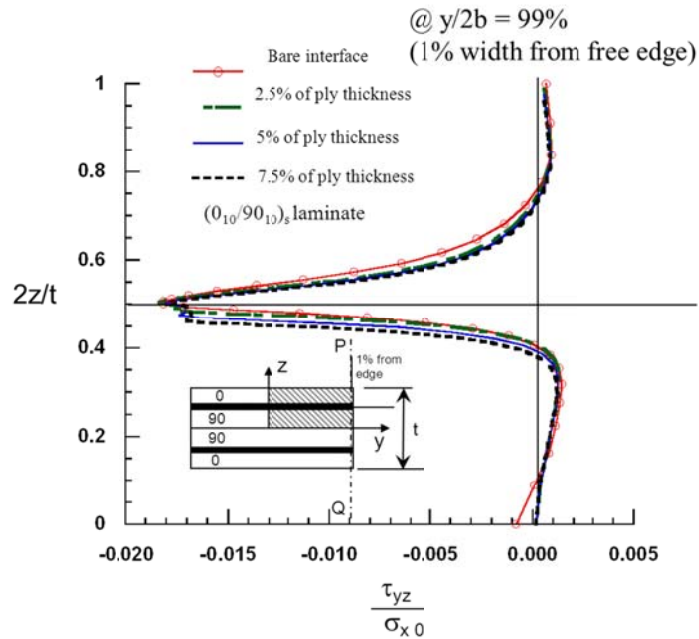 @ y/2b = 99%
(1% width from free edge)
Bare interface
2.5% of ply thickness
5% of ply thickness
7.5% of ply thickness
(0₁₀/90₁₀)ₛ laminate
1
0.8
0.6
2z/t
0.4
0.2
0
P
1% from
edge
z
0
90
y
t
90
0
Q
-0.020 -0.015 -0.010 -0.005 0.000 0.005
τyz
σx 0